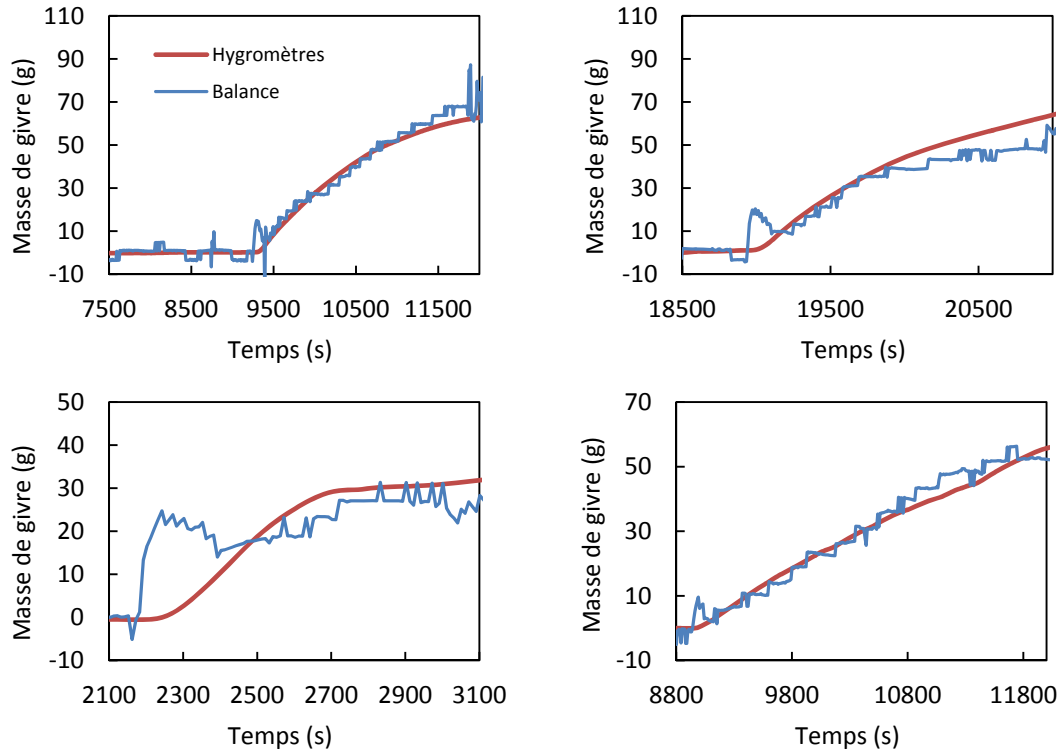 Masse de givre (g)
110
90
70
50
30
10
-10
Hygromètres
Balance
7500 8500 9500 10500 11500
Temps (s)
Masse de givre (g)
110
90
70
50
30
10
-10
18500 19500 20500
Temps (s)
Masse de givre (g)
50
40
30
20
10
0
-10
2100 2300 2500 2700 2900 3100
Temps (s)
Masse de givre (g)
70
50
30
10
-10
8800 9800 10800 11800
Temps (s)